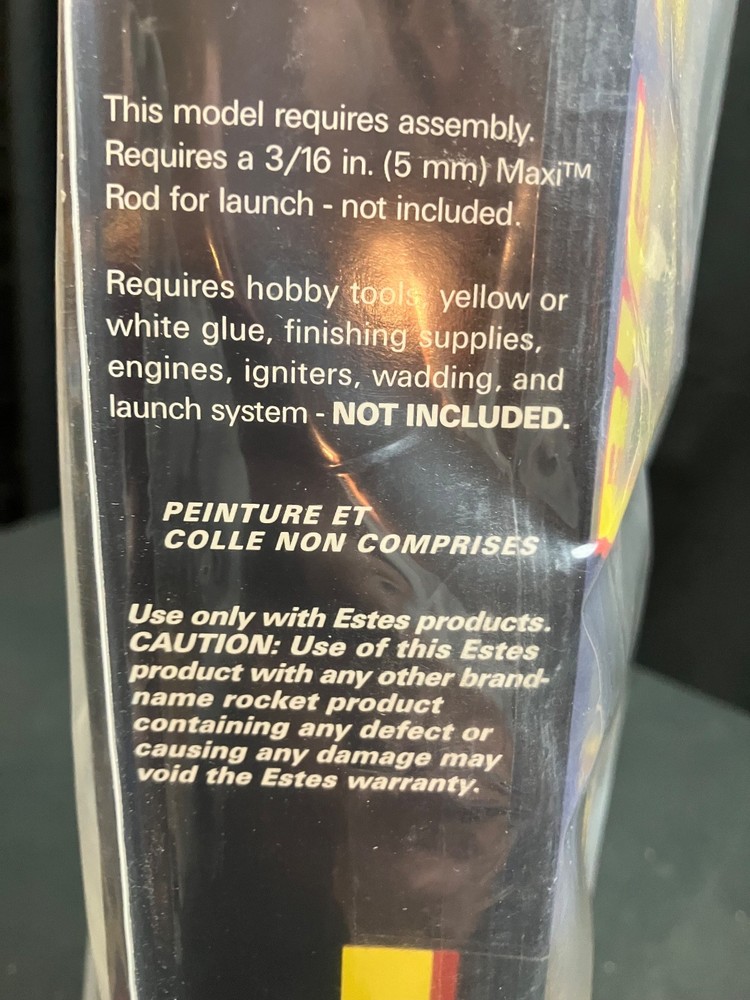 This model requires assembly.
Requires a 3/16 in. (5 mm) Maxi™
Rod for launch - not included.
Requires hobby tools, yellow or
white glue, finishing supplies,
engines, igniters, wadding, and
launch system - NOT INCLUDED.
PEINTURE ET
COLLE NON COMPRISES
Use only with Estes products.
CAUTION: Use of this Estes
product with any other brand-
name rocket product
containing any defect or
causing any damage may
void the Estes warranty.